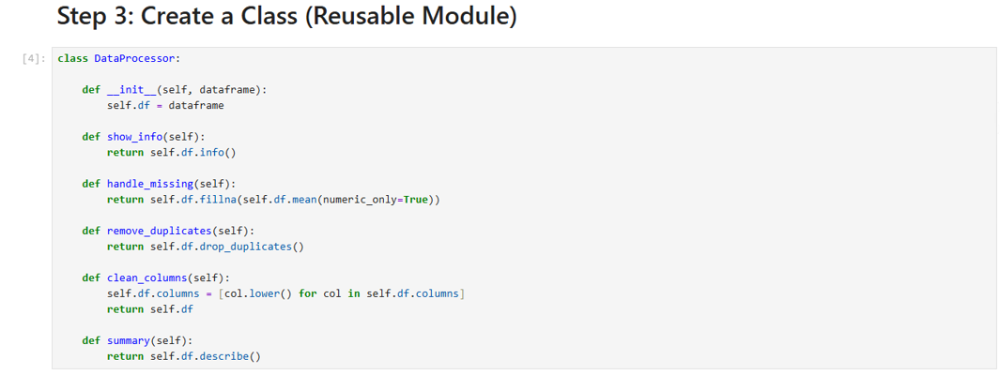 Step 3: Create a Class (Reusable Module)
[4]: class DataProcessor:
    def __init__(self, dataframe):
        self.df = dataframe
    def show_info(self):
        return self.df.info()
    def handle_missing(self):
        return self.df.fillna(self.df.mean(numeric_only=True))
    def remove_duplicates(self):
        return self.df.drop_duplicates()
    def clean_columns(self):
        self.df.columns = [col.lower() for col in self.df.columns]
        return self.df
    def summary(self):
        return self.df.describe()